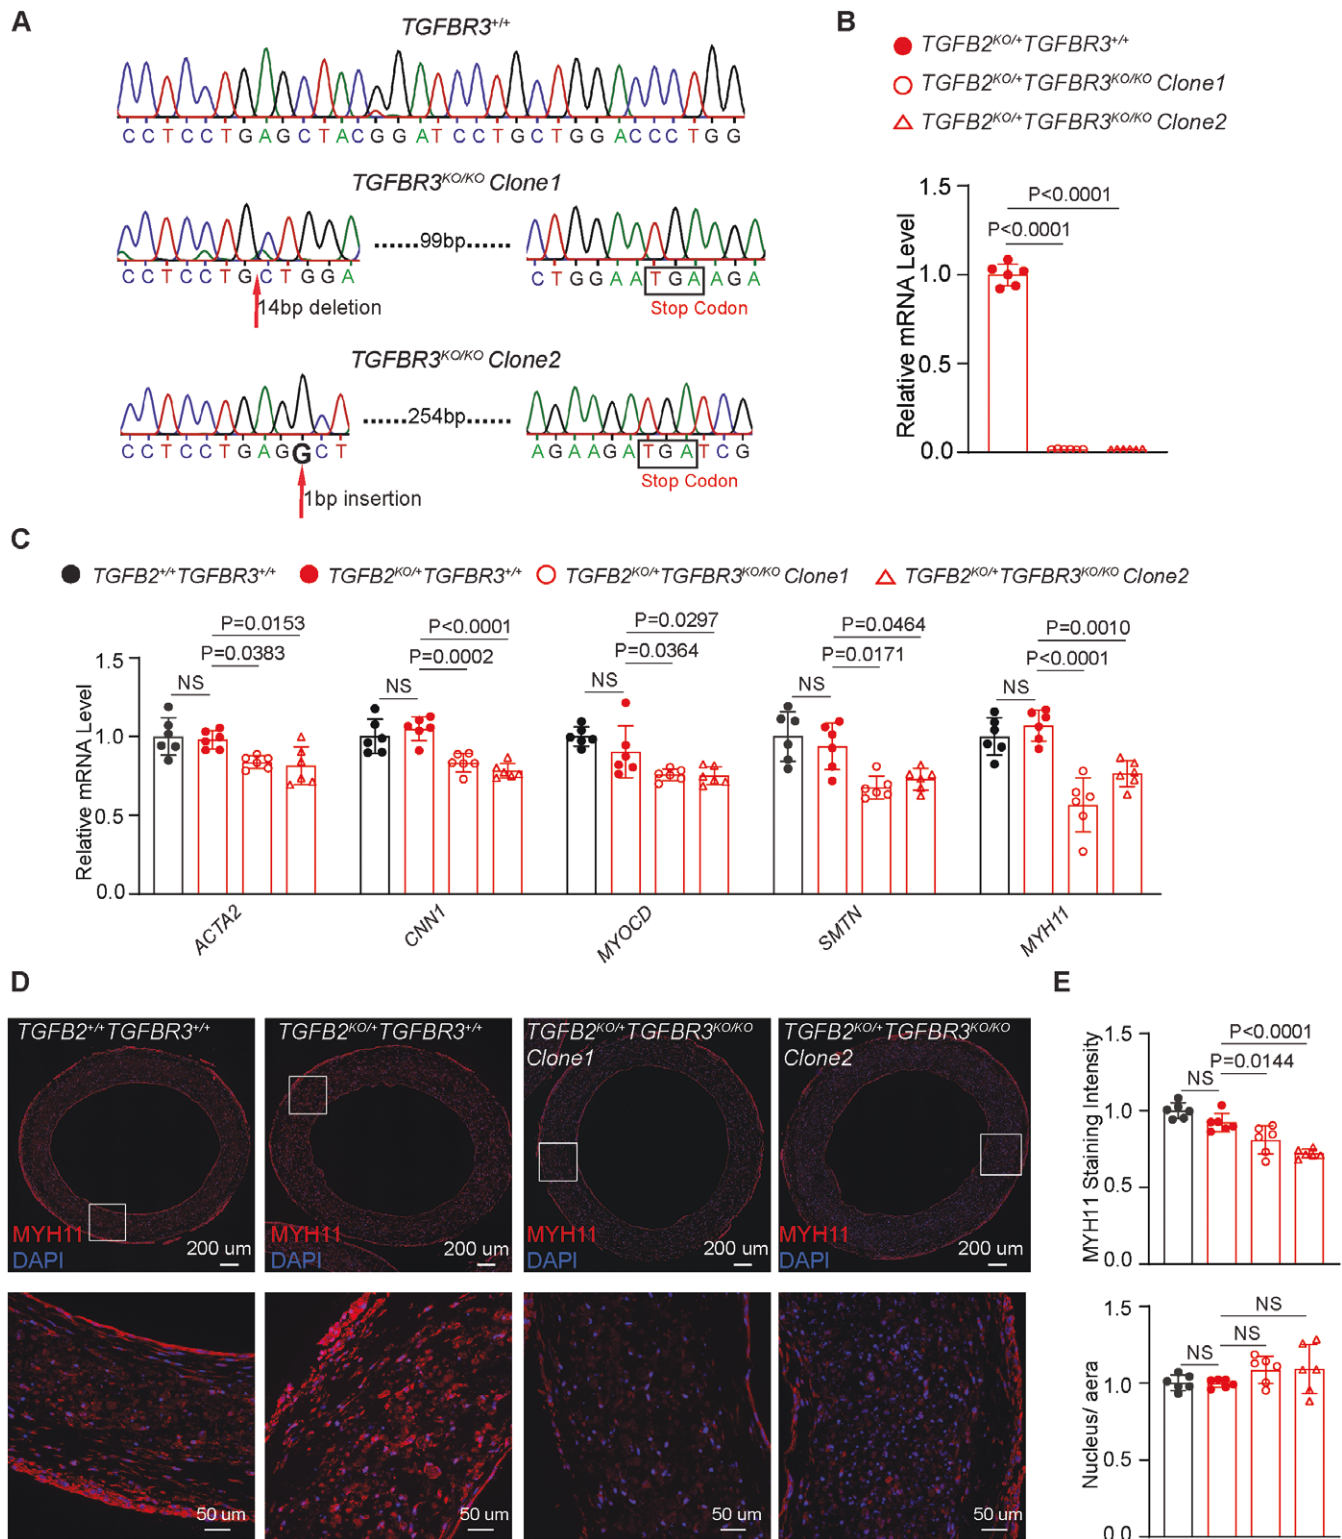 A
TGFBR3+/+
CCTCCTGAGCTACGGATCCTGCTGGACCCTGG
TGFBR3KO/KO Clone1
......99bp......
CCTCCTGCTGGA
CTGGAATGAAGA
14bp deletion
Stop Codon
TGFBR3KO/KO Clone2
......254bp......
CCTCCTGAGGCT
AGAAGATGATCG
1bp insertion
Stop Codon
B
TGFB2KO/+TGFBR3+/+
TGFB2KO/+TGFBR3KO/KO Clone1
TGFB2KO/+TGFBR3KO/KO Clone2
Relative mRNA Level
1.5
1.0
0.5
0.0
P<0.0001
P<0.0001
C
TGFB2+/+TGFBR3+/+ TGFB2KO/+TGFBR3+/+ TGFB2KO/+TGFBR3KO/KO Clone1 TGFB2KO/+TGFBR3KO/KO Clone2
Relative mRNA Level
1.5
1.0
0.5
0.0
P=0.0153
P=0.0383
NS
P<0.0001
P=0.0002
NS
P=0.0297
P=0.0364
NS
P=0.0464
P=0.0171
NS
P=0.0010
P<0.0001
NS
ACTA2 CNN1 MYOCD SMTN MYH11
D
TGFB2+/+TGFBR3+/+
MYH11
DAPI
200 um
TGFB2KO/+TGFBR3+/+
MYH11
DAPI
200 um
TGFB2KO/+TGFBR3KO/KO
Clone1
MYH11
DAPI
200 um
TGFB2KO/+TGFBR3KO/KO
Clone2
MYH11
DAPI
200 um
50 um
50 um
50 um
50 um
E
MYH11 Staining Intensity
1.5
1.0
0.5
0.0
P<0.0001
P=0.0144
NS
Nucleus/ aera
1.5
1.0
0.5
0.0
NS
NS
NS